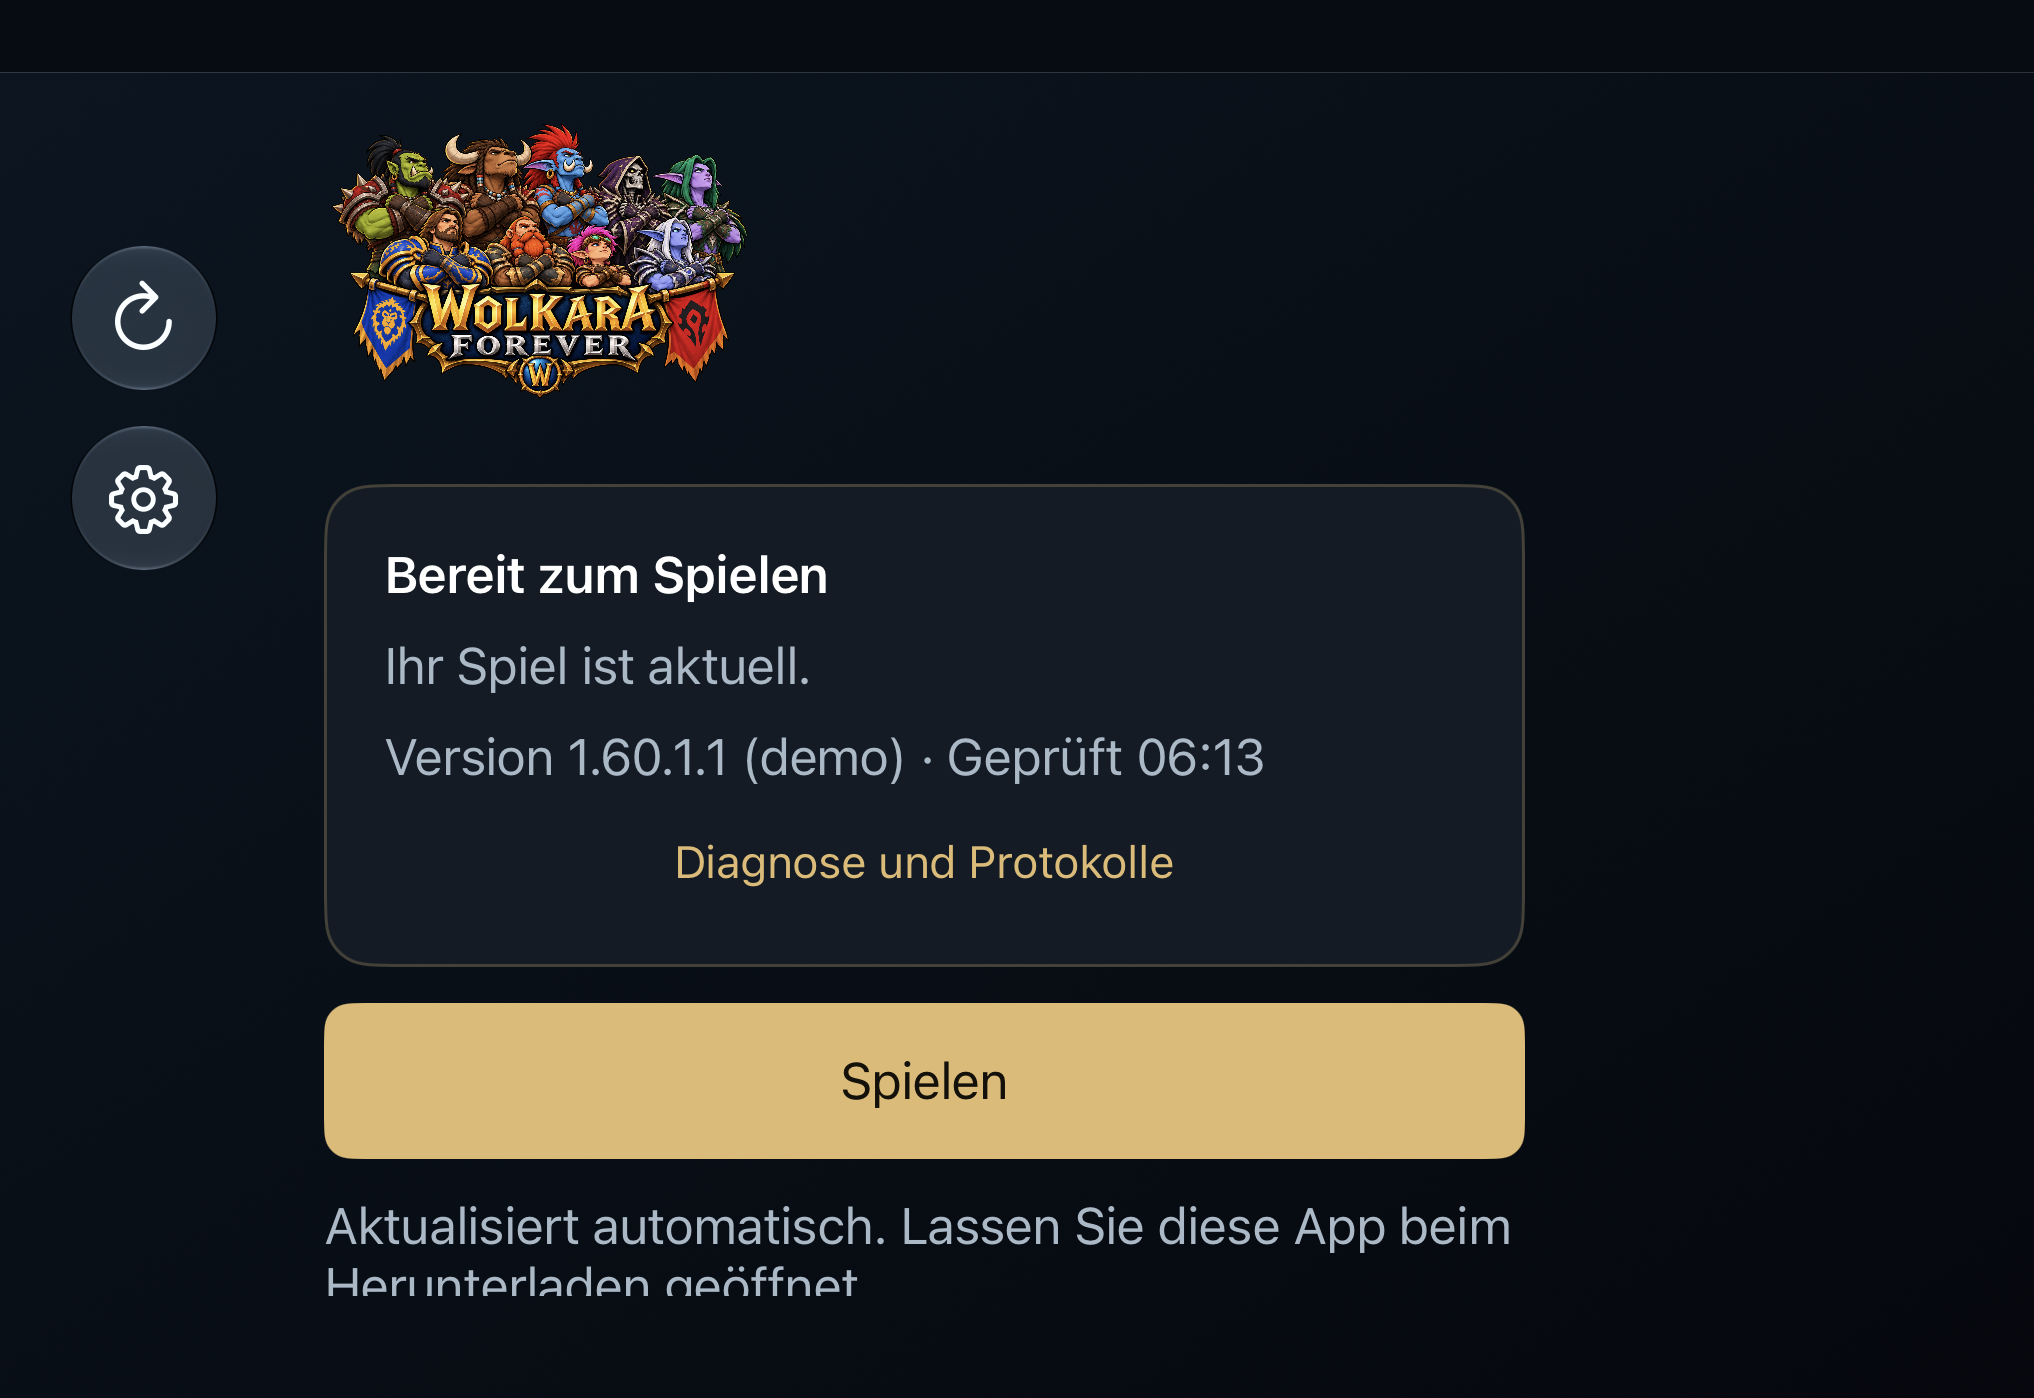 WOLKARA
FOREVER
W
Bereit zum Spielen
Ihr Spiel ist aktuell.
Version 1.60.1.1 (demo) · Geprüft 06:13
Diagnose und Protokolle
Spielen
Aktualisiert automatisch. Lassen Sie diese App beim
Herunterladen geöffnet